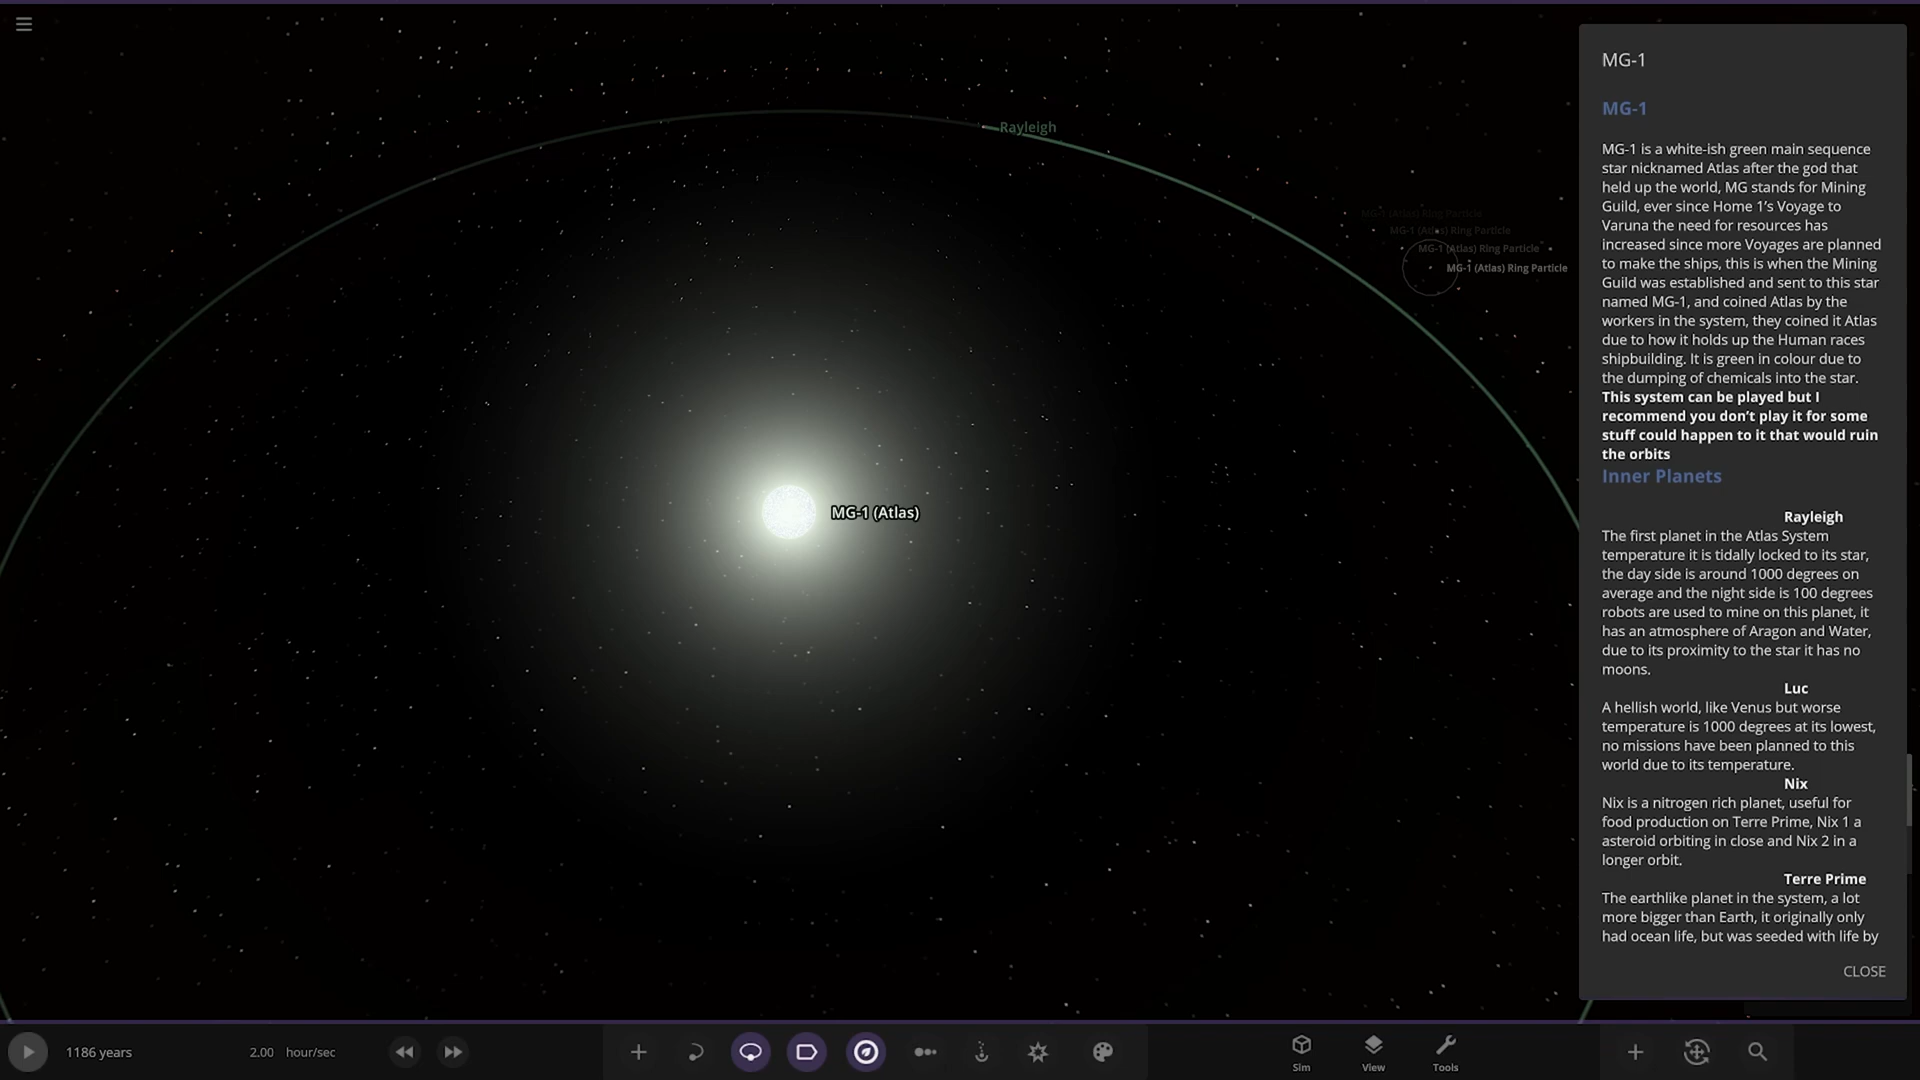 Rayleigh
MG-1 (Atlas) Ring Particle
MG-1 (Atlas) Ring Particle
MG-1 (Atlas) Ring Particle
MG-1 (Atlas) Ring Particle
MG-1 (Atlas)
MG-1
MG-1
MG-1 is a white-ish green main sequence
star nicknamed Atlas after the god that
held up the world, MG stands for Mining
Guild, ever since Home 1's Voyage to
Varuna the need for resources has
increased since more Voyages are planned
to make the ships, this is when the Mining
Guild was established and sent to this star
named MG-1, and coined Atlas by the
workers in the system, they coined it Atlas
due to how it holds up the Human races
shipbuilding. It is green in colour due to
the dumping of chemicals into the star.
This system can be played but I
recommend you don't play it for some
stuff could happen to it that would ruin
the orbits
Inner Planets
Rayleigh
The first planet in the Atlas System
temperature it is tidally locked to its star,
the day side is around 1000 degrees on
average and the night side is 100 degrees
robots are used to mine on this planet, it
has an atmosphere of Aragon and Water,
due to its proximity to the star it has no
moons.
Luc
A hellish world, like Venus but worse
temperature is 1000 degrees at its lowest,
no missions have been planned to this
world due to its temperature.
Nix
Nix is a nitrogen rich planet, useful for
food production on Terre Prime, Nix 1 a
asteroid orbiting in close and Nix 2 in a
longer orbit.
Terre Prime
The earthlike planet in the system, a lot
more bigger than Earth, it originally only
had ocean life, but was seeded with life by
CLOSE
1186 years
2.00 hour/sec
Sim
View
Tools